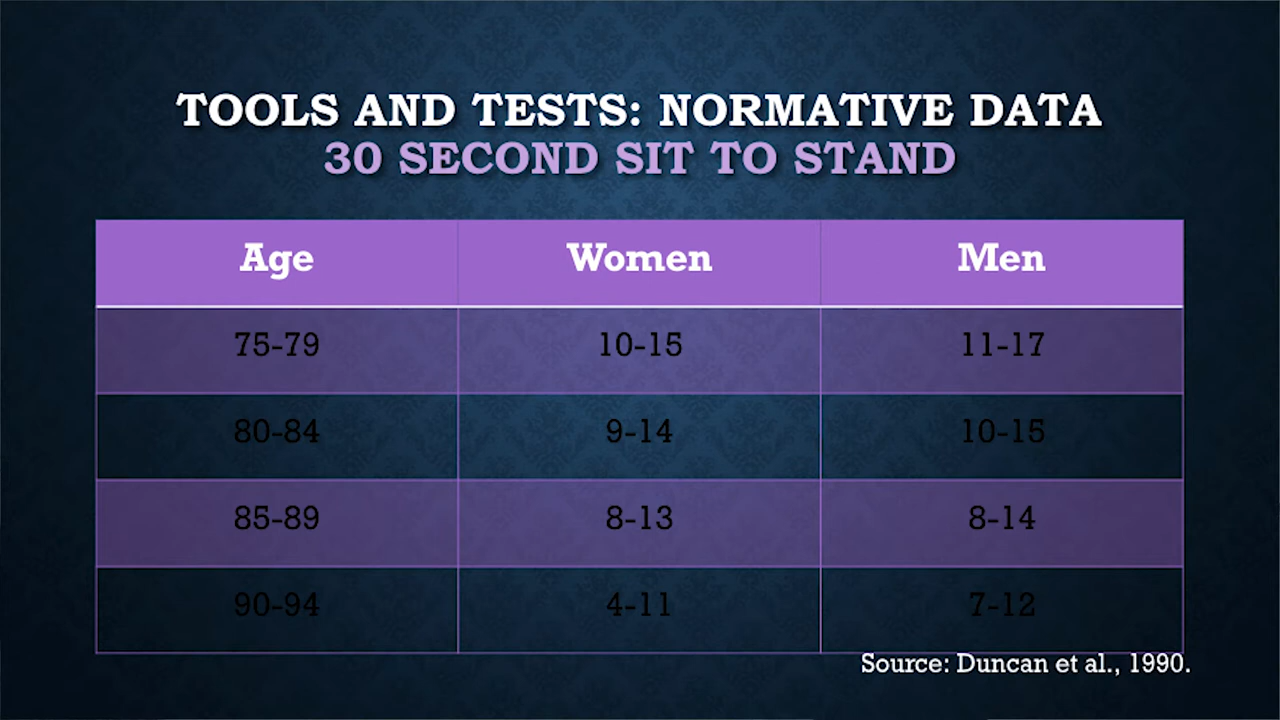 TOOLS AND TESTS: NORMATIVE DATA
30 SECOND SIT TO STAND
Age Women Men
75-79 10-15 11-17
80-84 9-14 10-15
85-89 8-13 8-14
90-94 4-11 7-12
Source: Duncan et al., 1990.